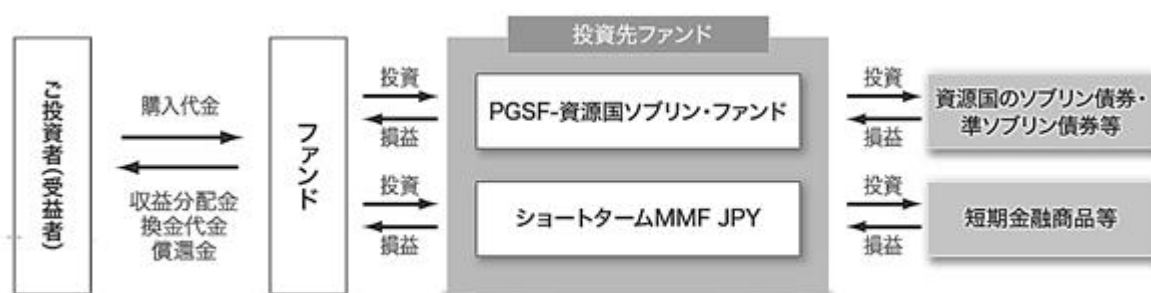 投資先ファンド
ご投資者(受益者)
購入代金
収益分配金
換金代金
償還金
ファンド
投資
損益
PGSF-資源国ソブリン・ファンド
投資
損益
資源国のソブリン債券・
準ソブリン債券等
投資
損益
ショートタームMMF JPY
投資
損益
短期金融商品等